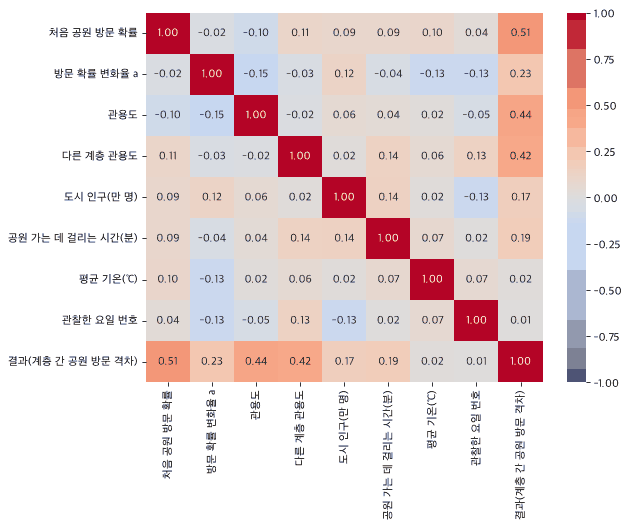 처음 공원 방문 확률 1.00 -0.02 -0.10 0.11 0.09 0.09 0.10 0.04 0.51
방문 확률 변화율 a -0.02 1.00 -0.15 -0.03 0.12 -0.04 -0.13 -0.13 0.23
관용도 -0.10 -0.15 1.00 -0.02 0.06 0.04 0.02 -0.05 0.44
다른 계층 관용도 0.11 -0.03 -0.02 1.00 0.02 0.14 0.06 0.13 0.42
도시 인구(만 명) 0.09 0.12 0.06 0.02 1.00 0.14 0.02 -0.13 0.17
공원 가는 데 걸리는 시간(분) 0.09 -0.04 0.04 0.14 0.14 1.00 0.07 0.02 0.19
평균 기온(℃) 0.10 -0.13 0.02 0.06 0.02 0.07 1.00 0.07 0.02
관찰한 요일 번호 0.04 -0.13 -0.05 0.13 -0.13 0.02 0.07 1.00 0.01
결과(계층 간 공원 방문 격차) 0.51 0.23 0.44 0.42 0.17 0.19 0.02 0.01 1.00
처음 공원 방문 확률
방문 확률 변화율 a
관용도
다른 계층 관용도
도시 인구(만 명)
공원 가는 데 걸리는 시간(분)
평균 기온(℃)
관찰한 요일 번호
결과(계층 간 공원 방문 격차)
1.00
0.75
0.50
0.25
0.00
-0.25
-0.50
-0.75
-1.00